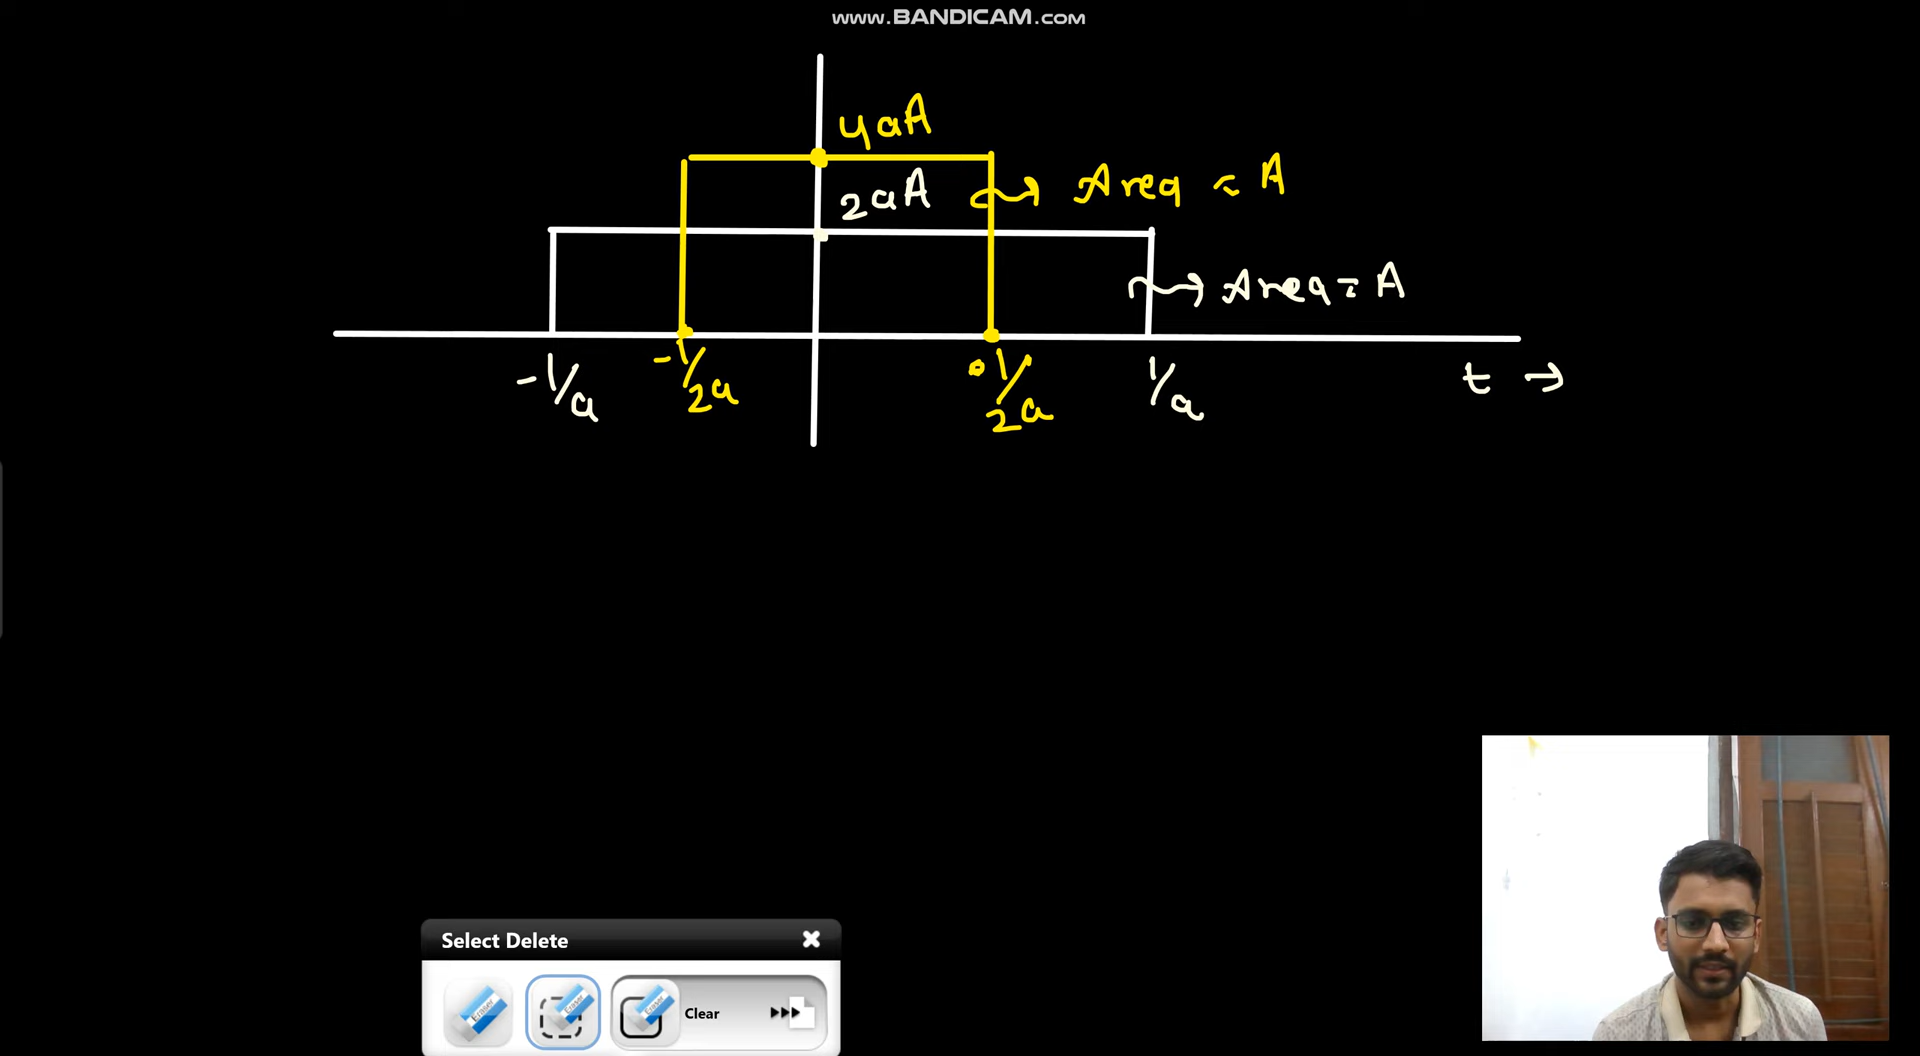 www.BANDICAM.com
4aA
2aA
Area = A
Area = A
-1/a
-1/2a
1/2a
1/a
t →
Select Delete
Clear